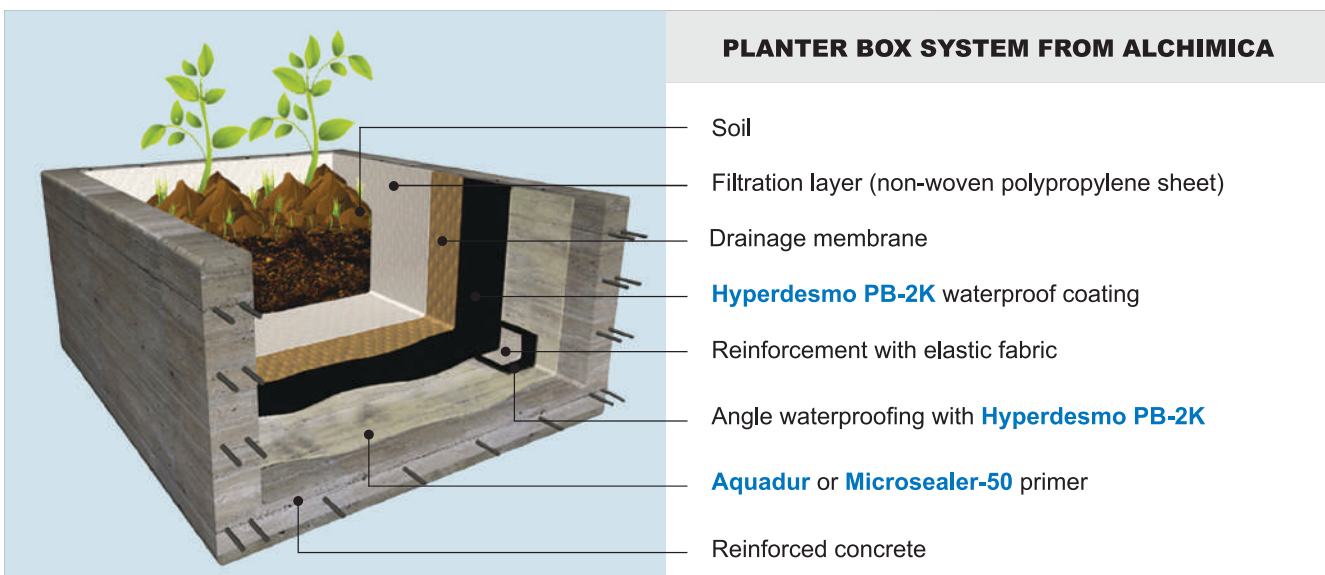 PLANTER BOX SYSTEM FROM ALCHIMICA
Soil
Filtration layer (non-woven polypropylene sheet)
Drainage membrane
Hyperdesmo PB-2K waterproof coating
Reinforcement with elastic fabric
Angle waterproofing with Hyperdesmo PB-2K
Aquadur or Microsealer-50 primer
Reinforced concrete